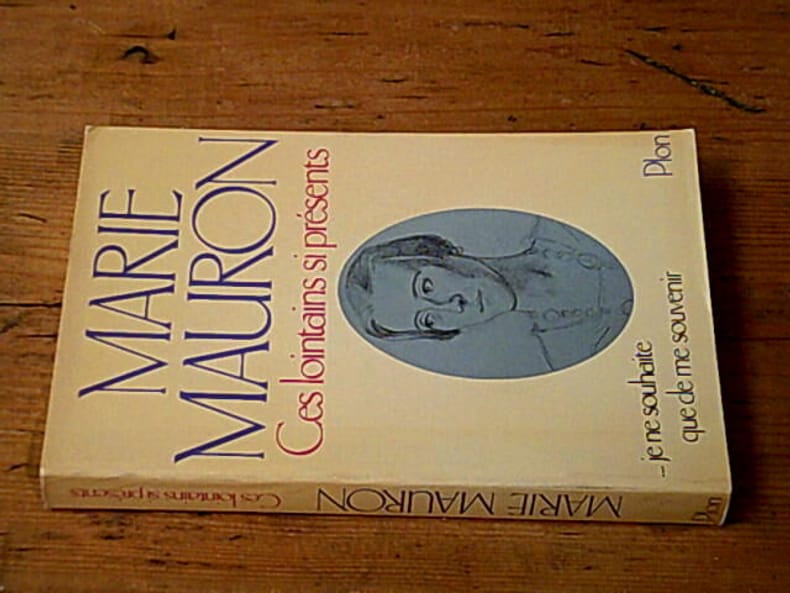 MARIE
MAURON
Ces lointains si présents
– je ne souhaite
que de me souvenir
Plon
Ces lointains si présents
MARIE MAURON
Plon